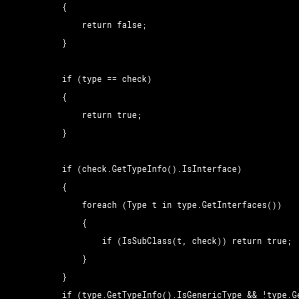 {
return false;
}
if (type == check)
{
return true;
}
if (check.GetTypeInfo().IsInterface)
{
foreach (Type t in type.GetInterfaces())
{
if (IsSubClass(t, check)) return true;
}
}
if (type.GetTypeInfo().IsGenericType && !type.G